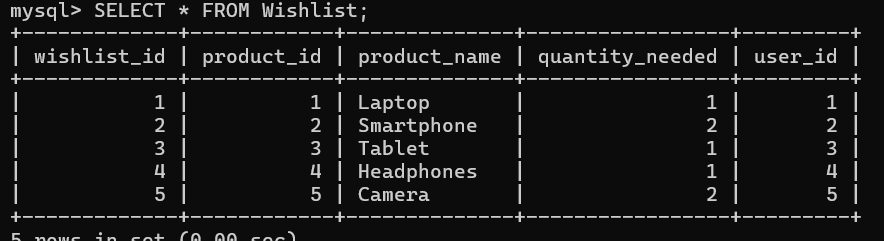 mysql> SELECT * FROM Wishlist;
+-------------+------------+--------------+-----------------+---------+
| wishlist_id | product_id | product_name | quantity_needed | user_id |
+-------------+------------+--------------+-----------------+---------+
|           1 |          1 | Laptop       |               1 |       1 |
|           2 |          2 | Smartphone   |               2 |       2 |
|           3 |          3 | Tablet       |               1 |       3 |
|           4 |          4 | Headphones   |               1 |       4 |
|           5 |          5 | Camera       |               2 |       5 |
+-------------+------------+--------------+-----------------+---------+
5 rows in set (0.00 sec)